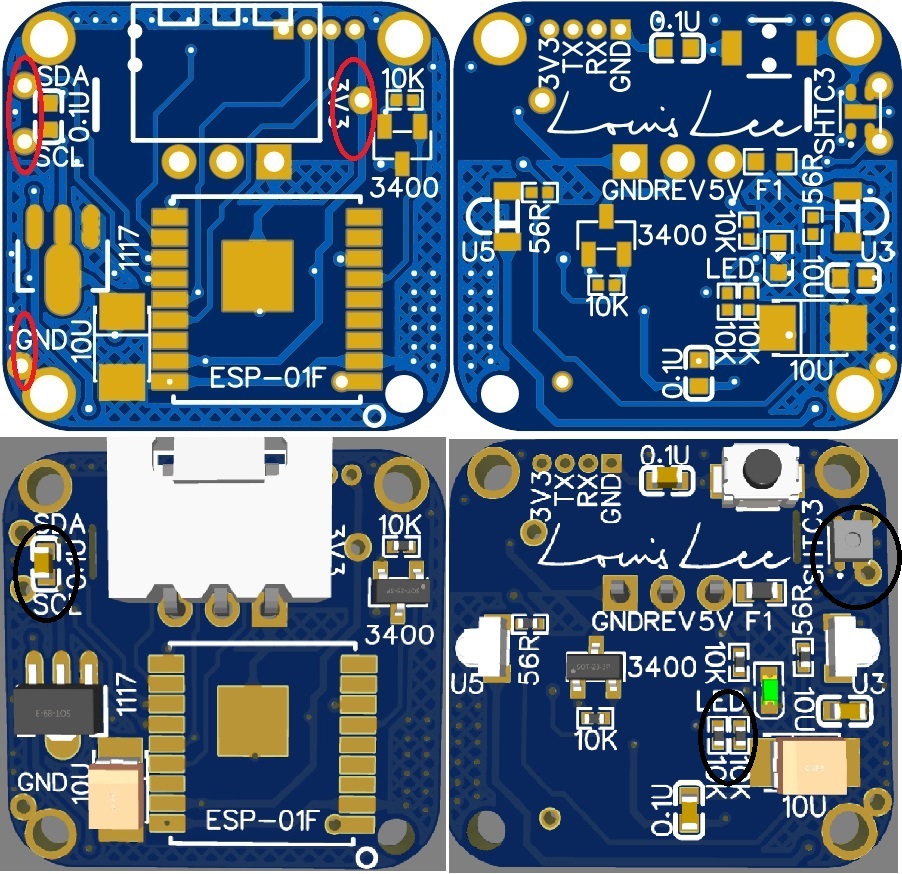 SDA
0.1U
SCL
3V3
10K
3400
1117
GND
10U
ESP-01F
3V3
TX
RX
GND
0.1U
Louis Lee
SHTC3
GNDREV5V F1
56R
U5
56R
3400
10K
LED
10U
U3
10K
10K
10K
0.1U
10U
SDA
0.1U
SCL
3V3
10K
3400
1117
GND
10U
ESP-01F
3V3
TX
RX
GND
0.1U
Louis Lee
SHTC3
GNDREV5V F1
56R
U5
56R
3400
10K
LED
10U
U3
10K
10K
10K
0.1U
10U